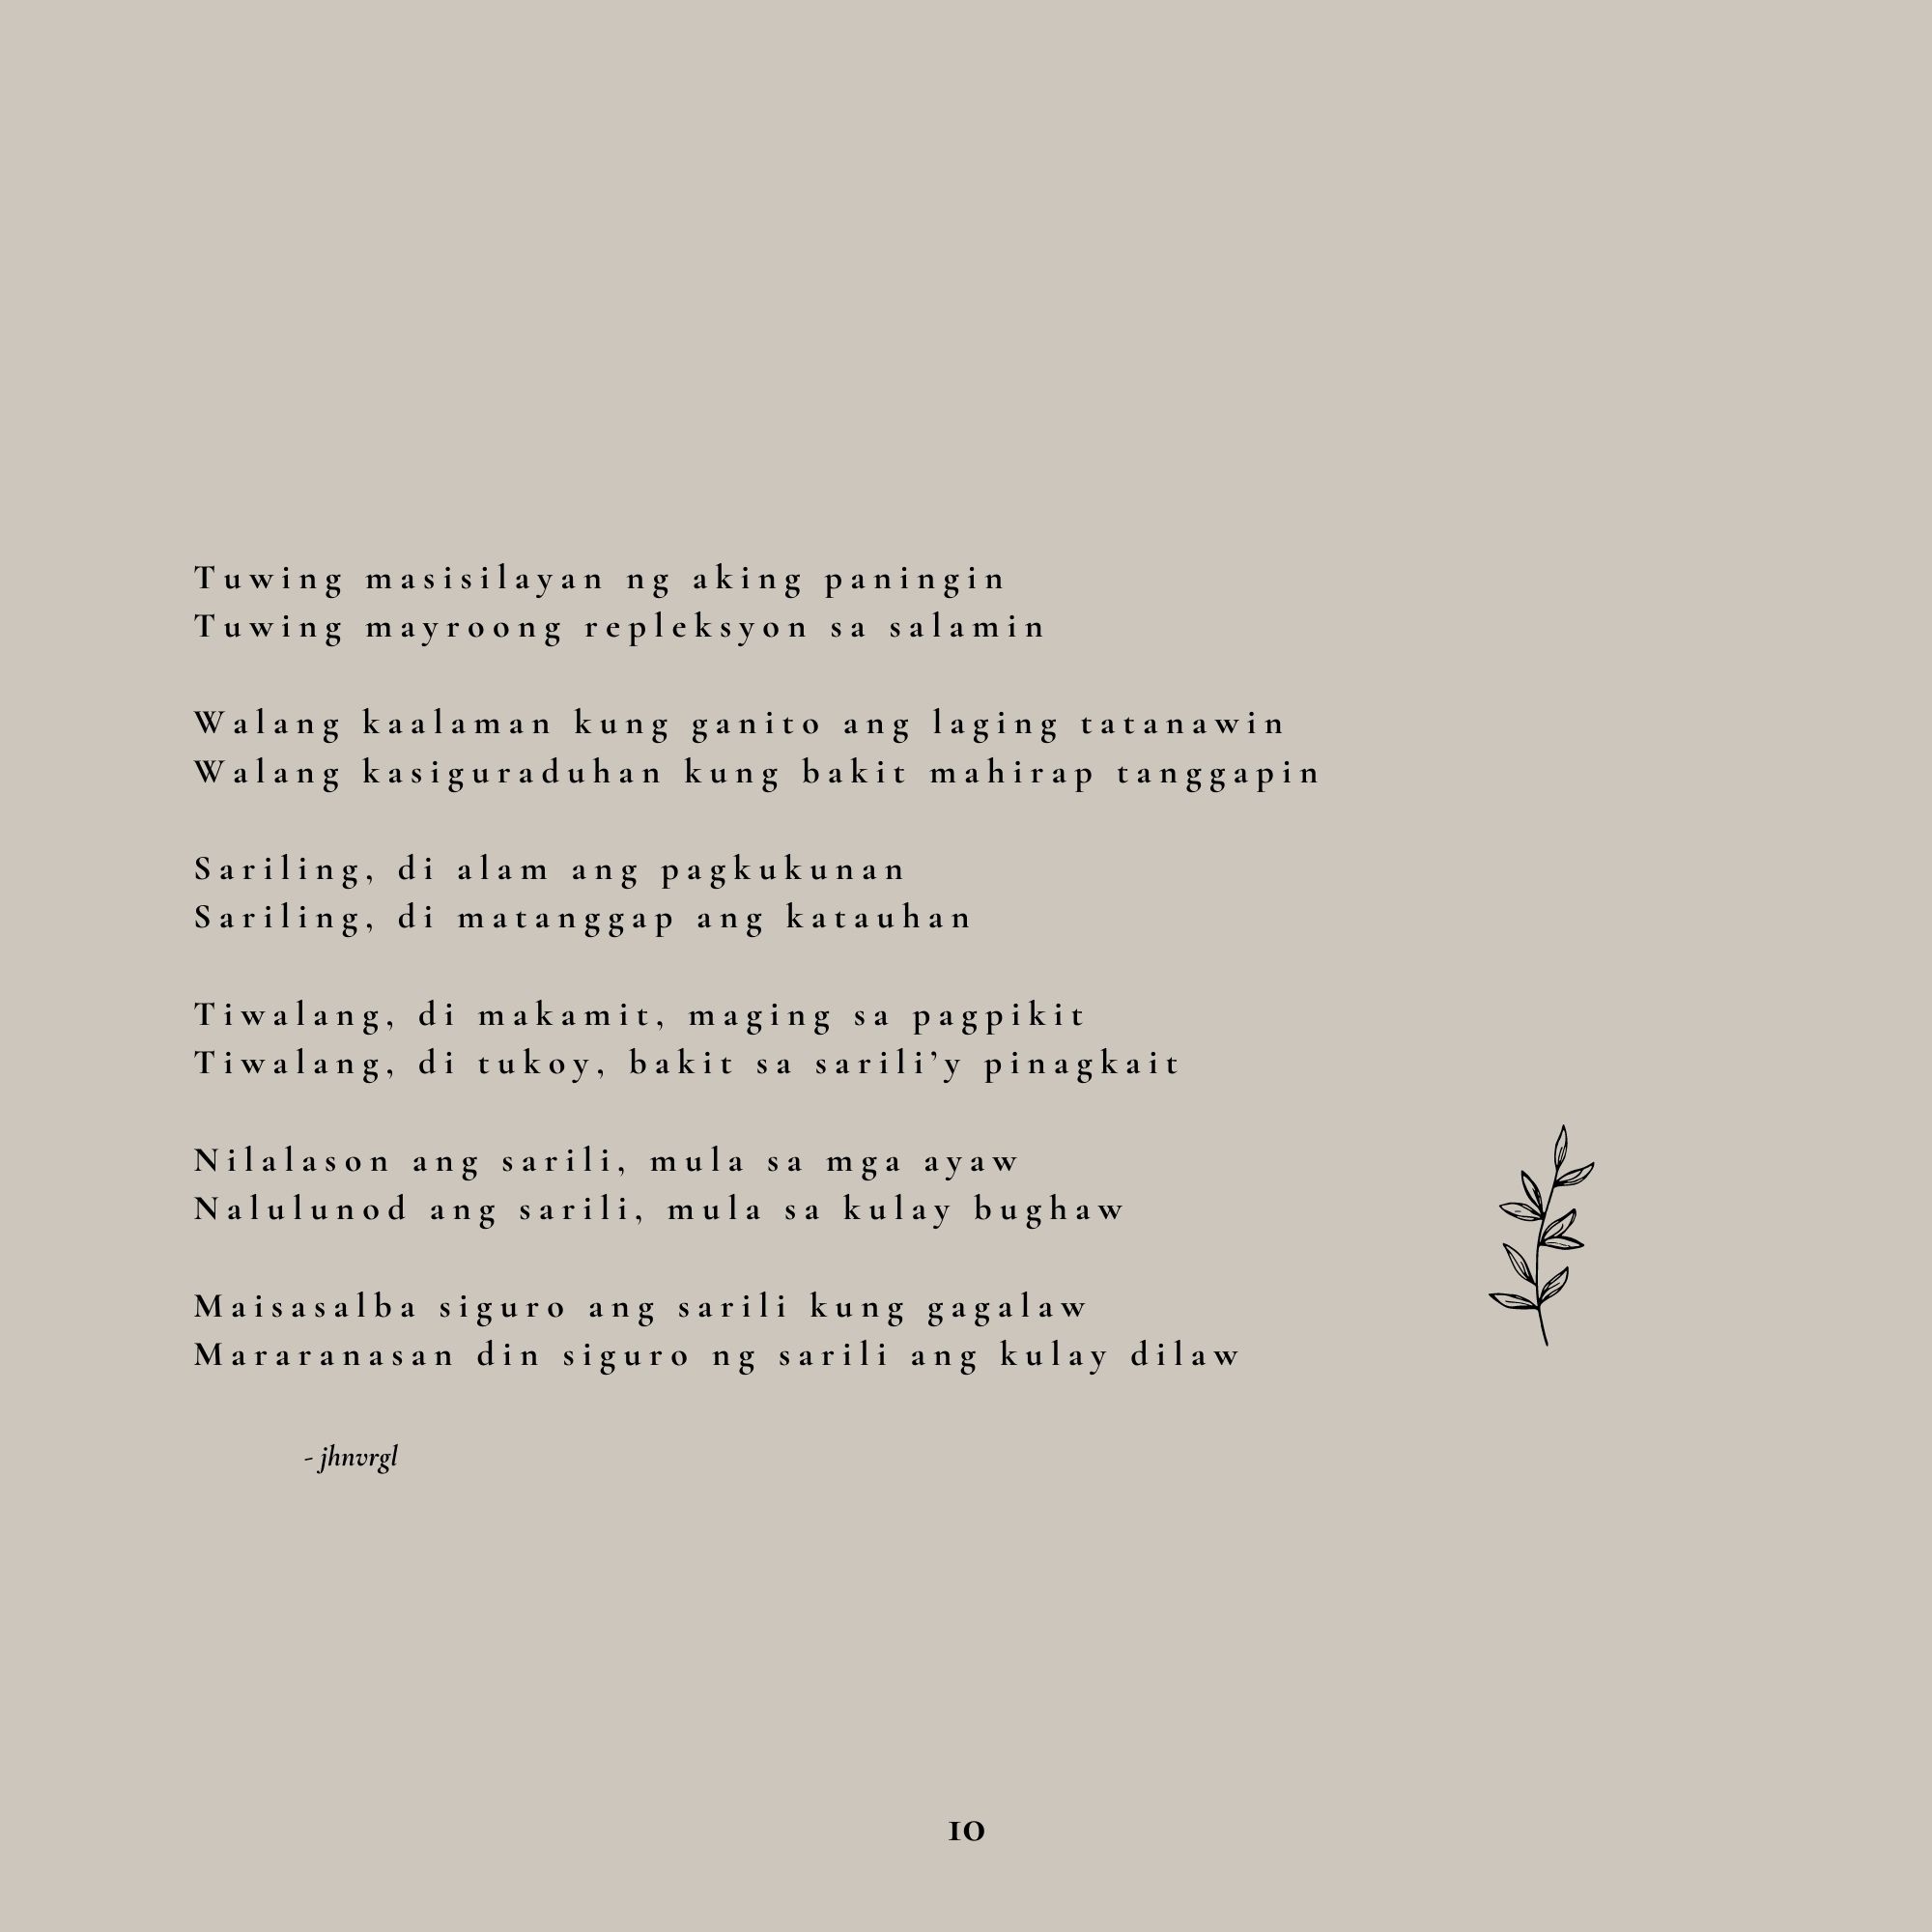 Tuwing masisilayan ng aking paningin
Tuwing mayroong repleksyon sa salamin
Walang kaalaman kung ganito ang laging tatanawin
Walang kasiguraduhan kung bakit mahirap tanggapin
Sariling, di alam ang pagkukunan
Sariling, di matanggap ang katauhan
Tiwalang, di makamit, maging sa pagpikit
Tiwalang, di tukoy, bakit sa sarili’y pinagkait
Nilalason ang sarili, mula sa mga ayaw
Nalulunod ang sarili, mula sa kulay bughaw
Maisasalba siguro ang sarili kung gagalaw
Mararanasan din siguro ng sarili ang kulay dilaw
- jhnvrgl
10